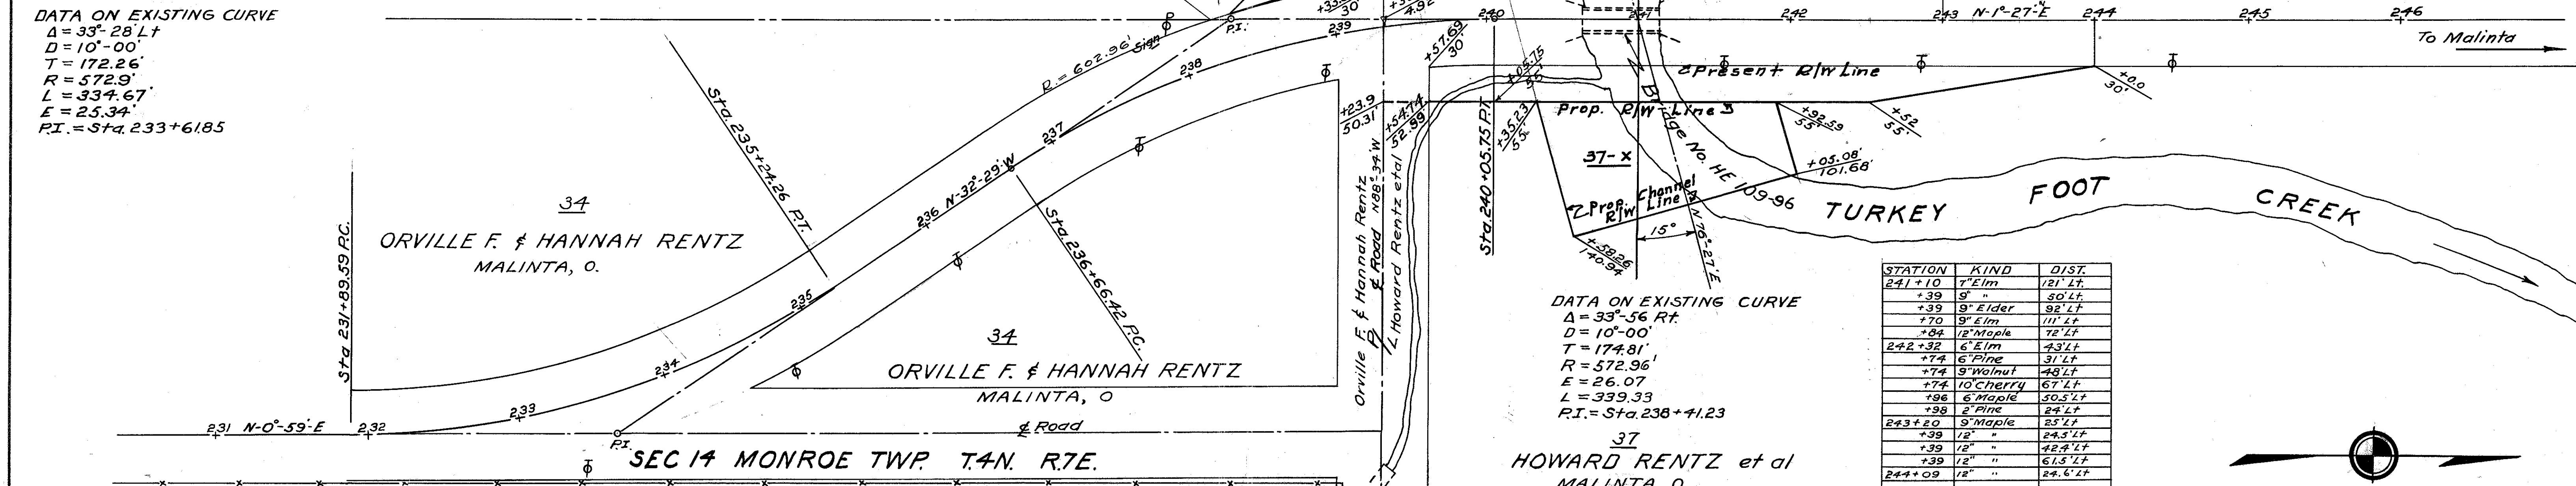 DATA ON EXISTING CURVE
Δ = 33°-28' Lt
D = 10°-00'
T = 172.26'
R = 572.9'
L = 334.67'
E = 25.34'
P.I. = Sta. 233+61.85
Sta 231+89.59 P.C.
34
ORVILLE F. & HANNAH RENTZ
MALINTA, O.
Sta. 235+24.26 P.T.
R. = 602.96'
Sign
P.I.
231 N-0°-59'-E 232
233
234
235
236 N-32°-29'-W
237
238
239
Sta. 236+66.42 P.C.
34
ORVILLE F. & HANNAH RENTZ
MALINTA, O
P.I.
℄ Road
SEC 14 MONROE TWP. T.4N. R.7E.
30'
4.92
240
241
242
243 N-1°-27'-E 244
245
246
To Malinta
+57.69
30'
+05.75
55'
+23.9
50.31
+54.74
52.99
+35.23
55'
Present R/W Line
Prop. R/W Line
Orville F. & Hannah Rentz
℄ Road N88°-34'W
Howard Rentz etal
Sta. 240+05.75 P.T.
37-X
Bridge No. HE 109-96
Prop. R/W Line
Channel
N 76°-27'E
15°
+58.26
140.94
+92.59
55'
+52
55'
+0.0
30'
+05.08'
101.68'
TURKEY FOOT CREEK
DATA ON EXISTING CURVE
Δ = 33°-56 Rt.
D = 10°-00'
T = 174.81'
R = 572.96'
E = 26.07
L = 339.33
P.I. = Sta. 238+41.23
37
HOWARD RENTZ et al
MALINTA, O.
STATION KIND DIST.
241+10 7" Elm 121' Lt.
+39 9" " 50' Lt.
+39 9" Elder 92' Lt
+70 9" Elm 111' Lt
+84 12" Maple 72' Lt
242+32 6" Elm 43' Lt
+74 6" Pine 31' Lt
+74 9" Walnut 48' Lt
+74 10" Cherry 67' Lt
+96 6" Maple 50.5' Lt
+98 2" Pine 24' Lt
243+20 9" Maple 25' Lt
+39 12" " 24.5' Lt
+39 12" " 42.4' Lt
+39 12" " 61.5' Lt
244+09 12" " 24.6' Lt